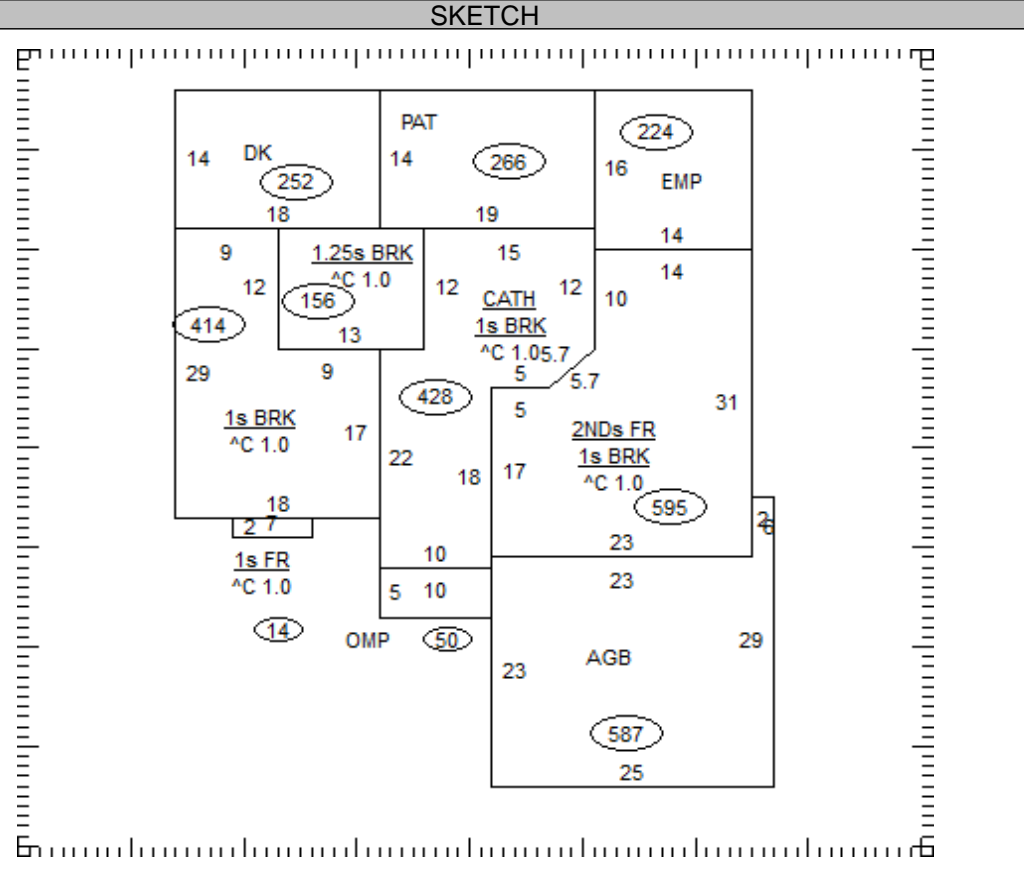 SKETCH
PAT
224
14
DK
14
266
16
252
EMP
18
19
14
9
1.25s BRK
15
14
^C 1.0
12
12
CATH
12
10
156
414
13
1s BRK
^C 1.0
5.7
29
9
5
5.7
428
5
31
1s BRK
17
2NDs FR
^C 1.0
22
1s BRK
18
17
^C 1.0
18
595
2
7
2
6
10
23
1s FR
5
10
23
^C 1.0
14
OMP
50
29
23
AGB
587
25